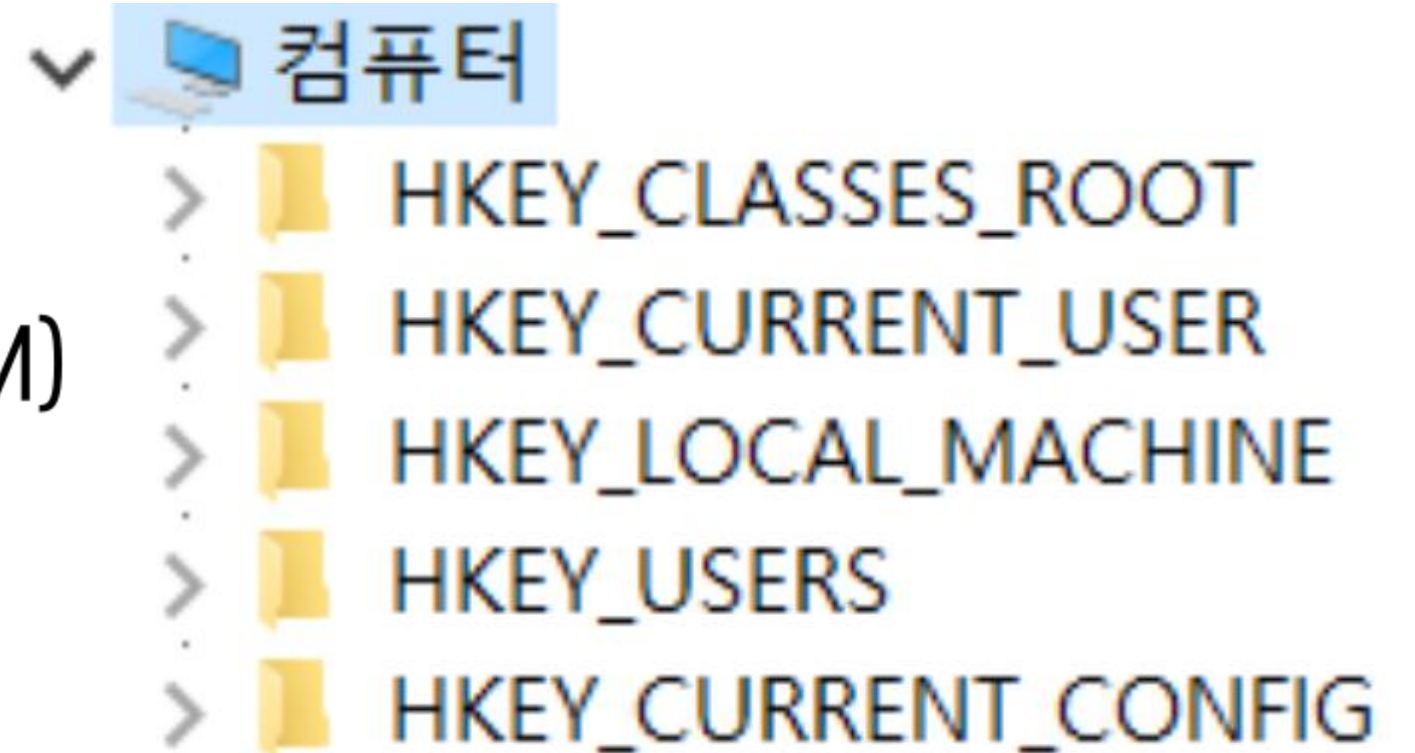 컴퓨터
HKEY_CLASSES_ROOT
HKEY_CURRENT_USER
M)
HKEY_LOCAL_MACHINE
HKEY_USERS
HKEY_CURRENT_CONFIG